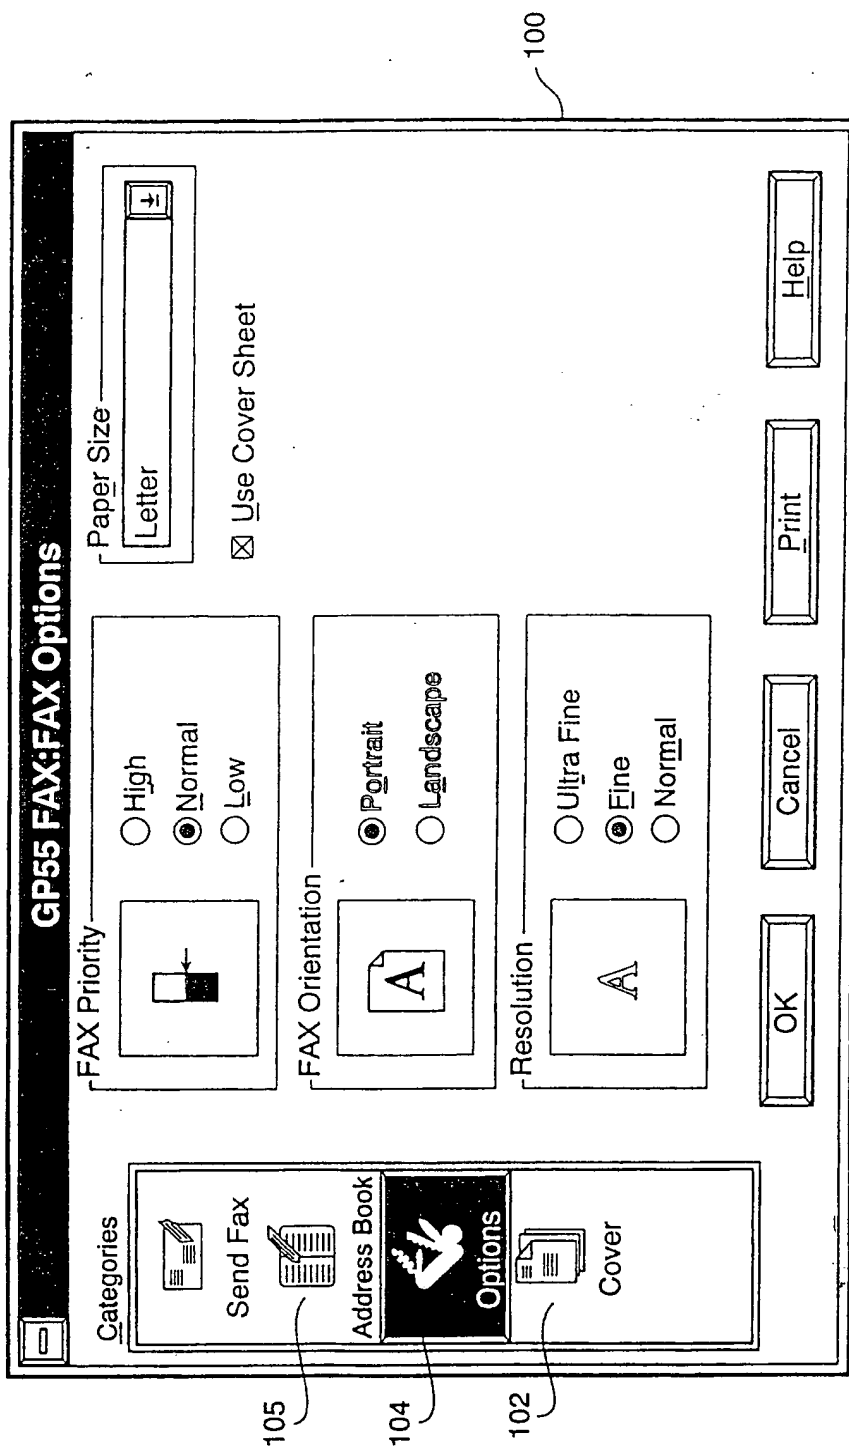 GP55 FAX:FAX Options
Categories
Send Fax
Address Book
Options
Cover
FAX Priority
High
Normal
Low
FAX Orientation
A
Portrait
Landscape
Resolution
A
Ultra Fine
Fine
Normal
Paper Size
Letter
Use Cover Sheet
OK
Cancel
Print
Help
105
104
102
100